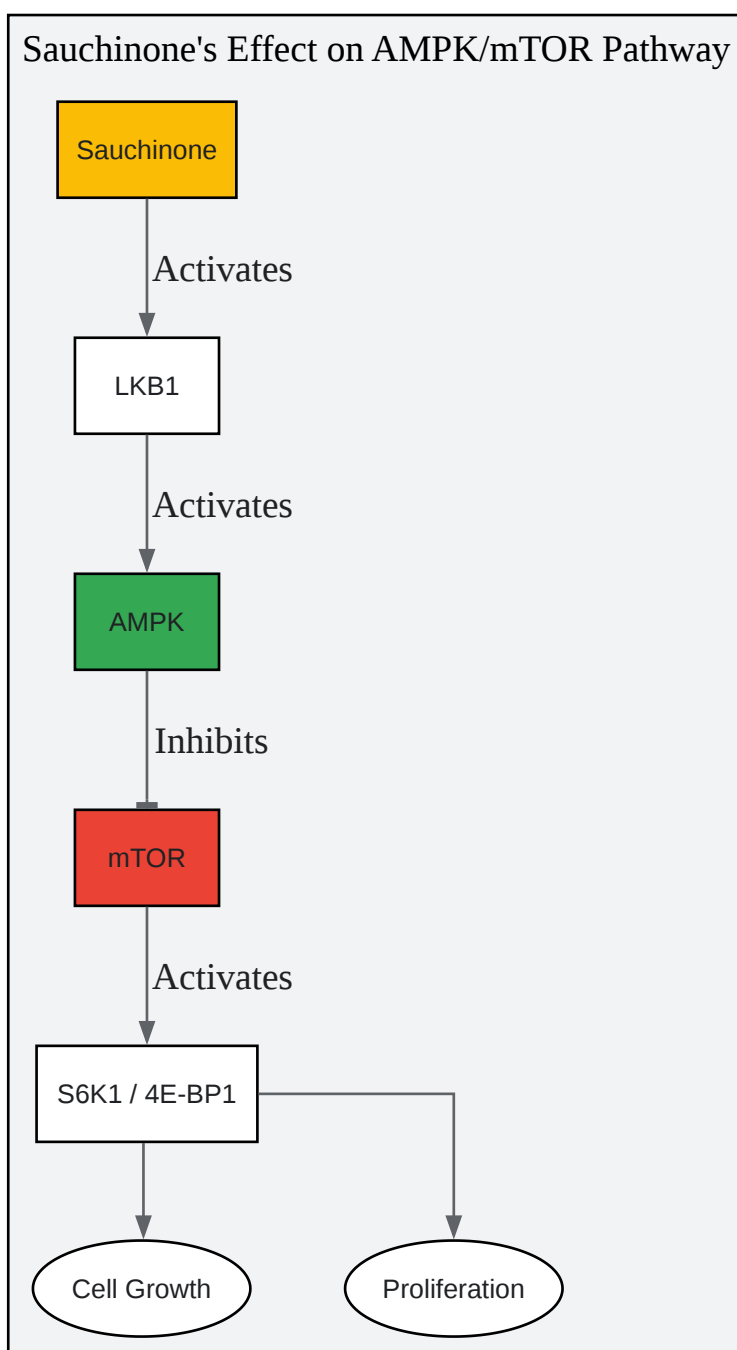 Sauchinone's Effect on AMPK/mTOR Pathway
Sauchinone
Activates
LKB1
Activates
AMPK
Inhibits
mTOR
Activates
S6K1 / 4E-BP1
Cell Growth
Proliferation